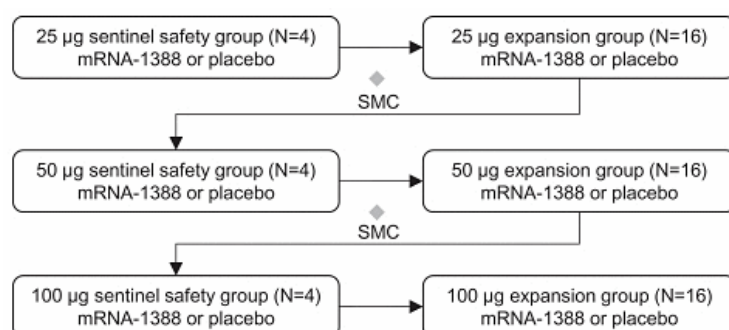 25 µg sentinel safety group (N=4)
mRNA-1388 or placebo
25 µg expansion group (N=16)
mRNA-1388 or placebo
SMC
50 µg sentinel safety group (N=4)
mRNA-1388 or placebo
50 µg expansion group (N=16)
mRNA-1388 or placebo
SMC
100 µg sentinel safety group (N=4)
mRNA-1388 or placebo
100 µg expansion group (N=16)
mRNA-1388 or placebo